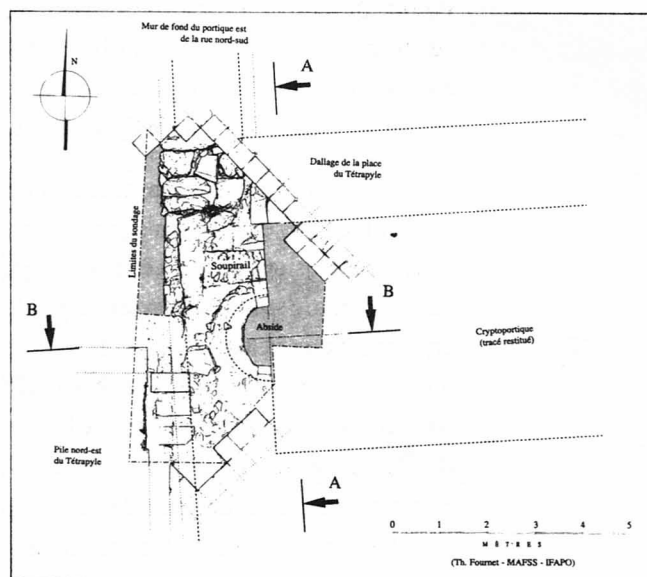 Mur de fond du portique est
de la rue nord-sud
A
N
Dallage de la place
du Tétrapyle
Limites du sondage
Soupirail
B
B
Abside
Cryptoportique
(tracé restitué)
Pile nord-est
du Tétrapyle
A
0 1 2 3 4 5
MÈTRES
(Th. Fournet - MAFSS - IFAPO)